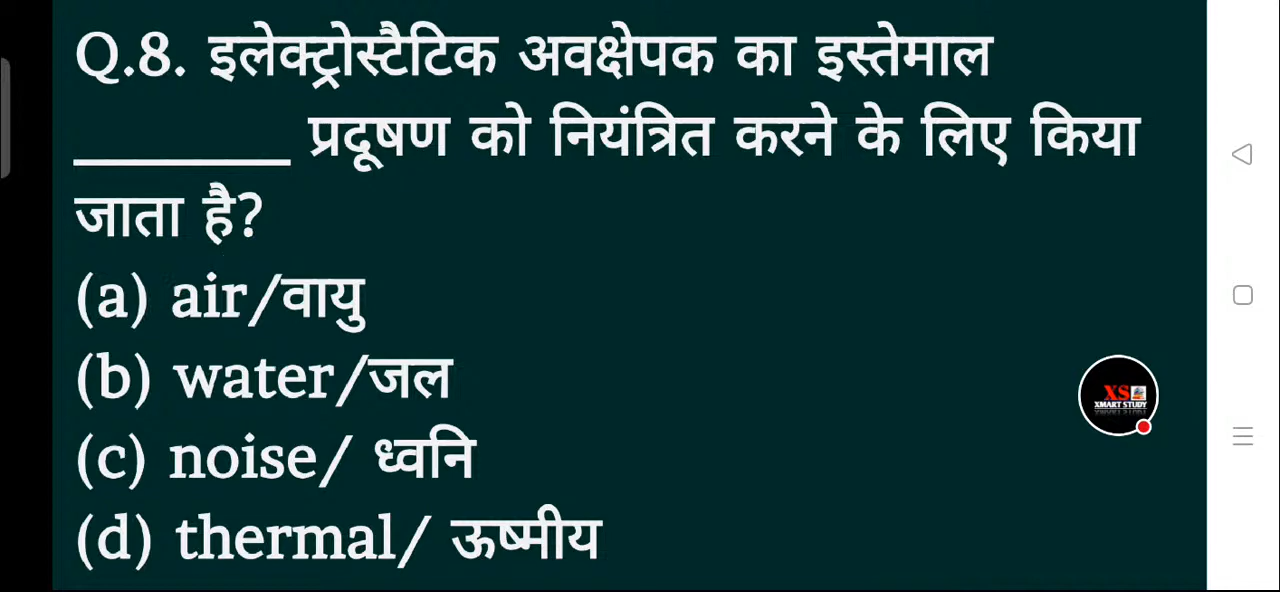 Q.8. इलेक्ट्रोस्टैटिक अवक्षेपक का इस्तेमाल
________ प्रदूषण को नियंत्रित करने के लिए किया
जाता है?
(a) air/वायु
(b) water/जल
(c) noise/ ध्वनि
(d) thermal/ ऊष्मीय
XS
XMART STUDY